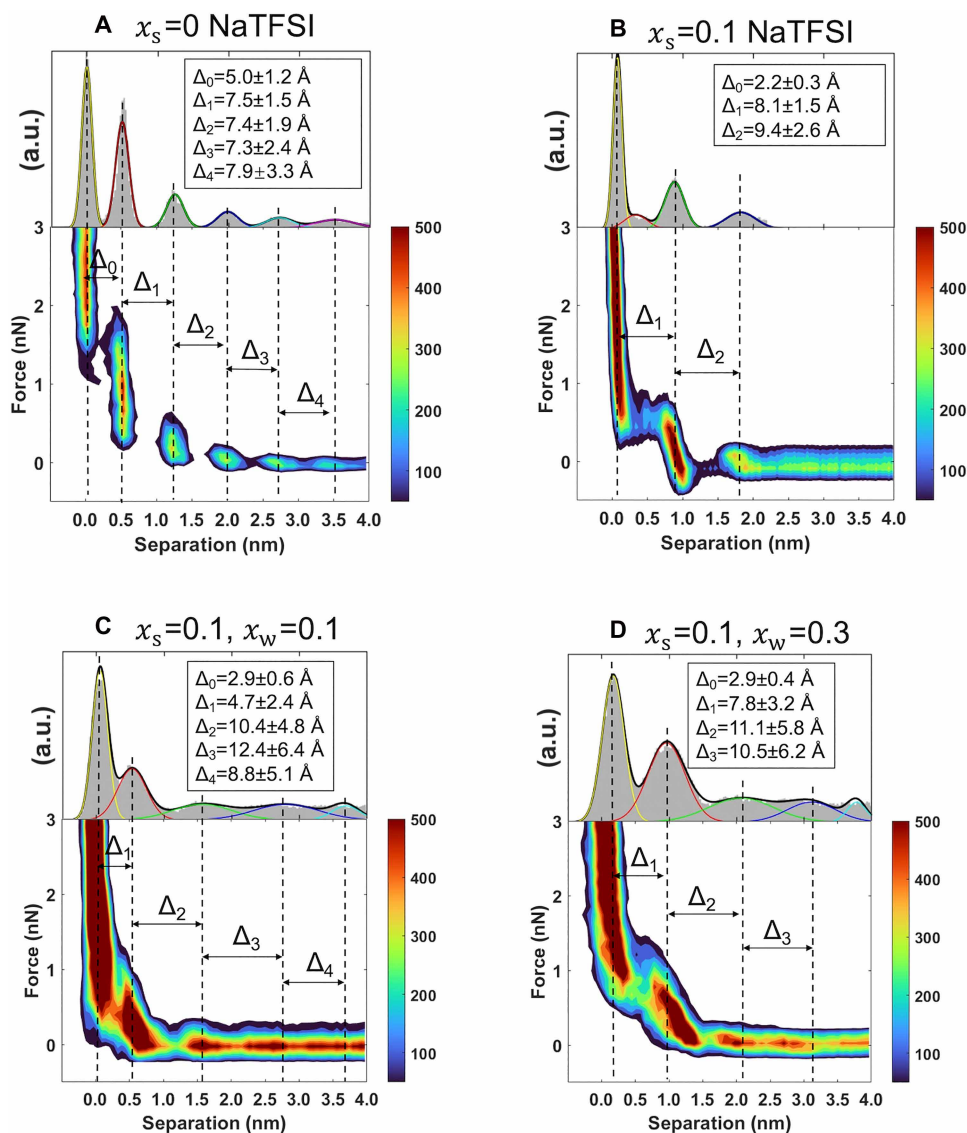 A xs=0 NaTFSI
(a.u.)
Δ0=5.0±1.2 Å
Δ1=7.5±1.5 Å
Δ2=7.4±1.9 Å
Δ3=7.3±2.4 Å
Δ4=7.9±3.3 Å
Force (nN)
3
2
1
0
Δ0
Δ1
Δ2
Δ3
Δ4
500
400
300
200
100
0.0 0.5 1.0 1.5 2.0 2.5 3.0 3.5 4.0
Separation (nm)
B xs=0.1 NaTFSI
(a.u.)
Δ0=2.2±0.3 Å
Δ1=8.1±1.5 Å
Δ2=9.4±2.6 Å
Force (nN)
3
2
1
0
Δ1
Δ2
500
400
300
200
100
0.0 0.5 1.0 1.5 2.0 2.5 3.0 3.5 4.0
Separation (nm)
C xs=0.1, xw=0.1
(a.u.)
Δ0=2.9±0.6 Å
Δ1=4.7±2.4 Å
Δ2=10.4±4.8 Å
Δ3=12.4±6.4 Å
Δ4=8.8±5.1 Å
Force (nN)
3
2
1
0
Δ1
Δ2
Δ3
Δ4
500
400
300
200
100
0.0 0.5 1.0 1.5 2.0 2.5 3.0 3.5 4.0
Separation (nm)
D xs=0.1, xw=0.3
(a.u.)
Δ0=2.9±0.4 Å
Δ1=7.8±3.2 Å
Δ2=11.1±5.8 Å
Δ3=10.5±6.2 Å
Force (nN)
3
2
1
0
Δ1
Δ2
Δ3
500
400
300
200
100
0.0 0.5 1.0 1.5 2.0 2.5 3.0 3.5 4.0
Separation (nm)